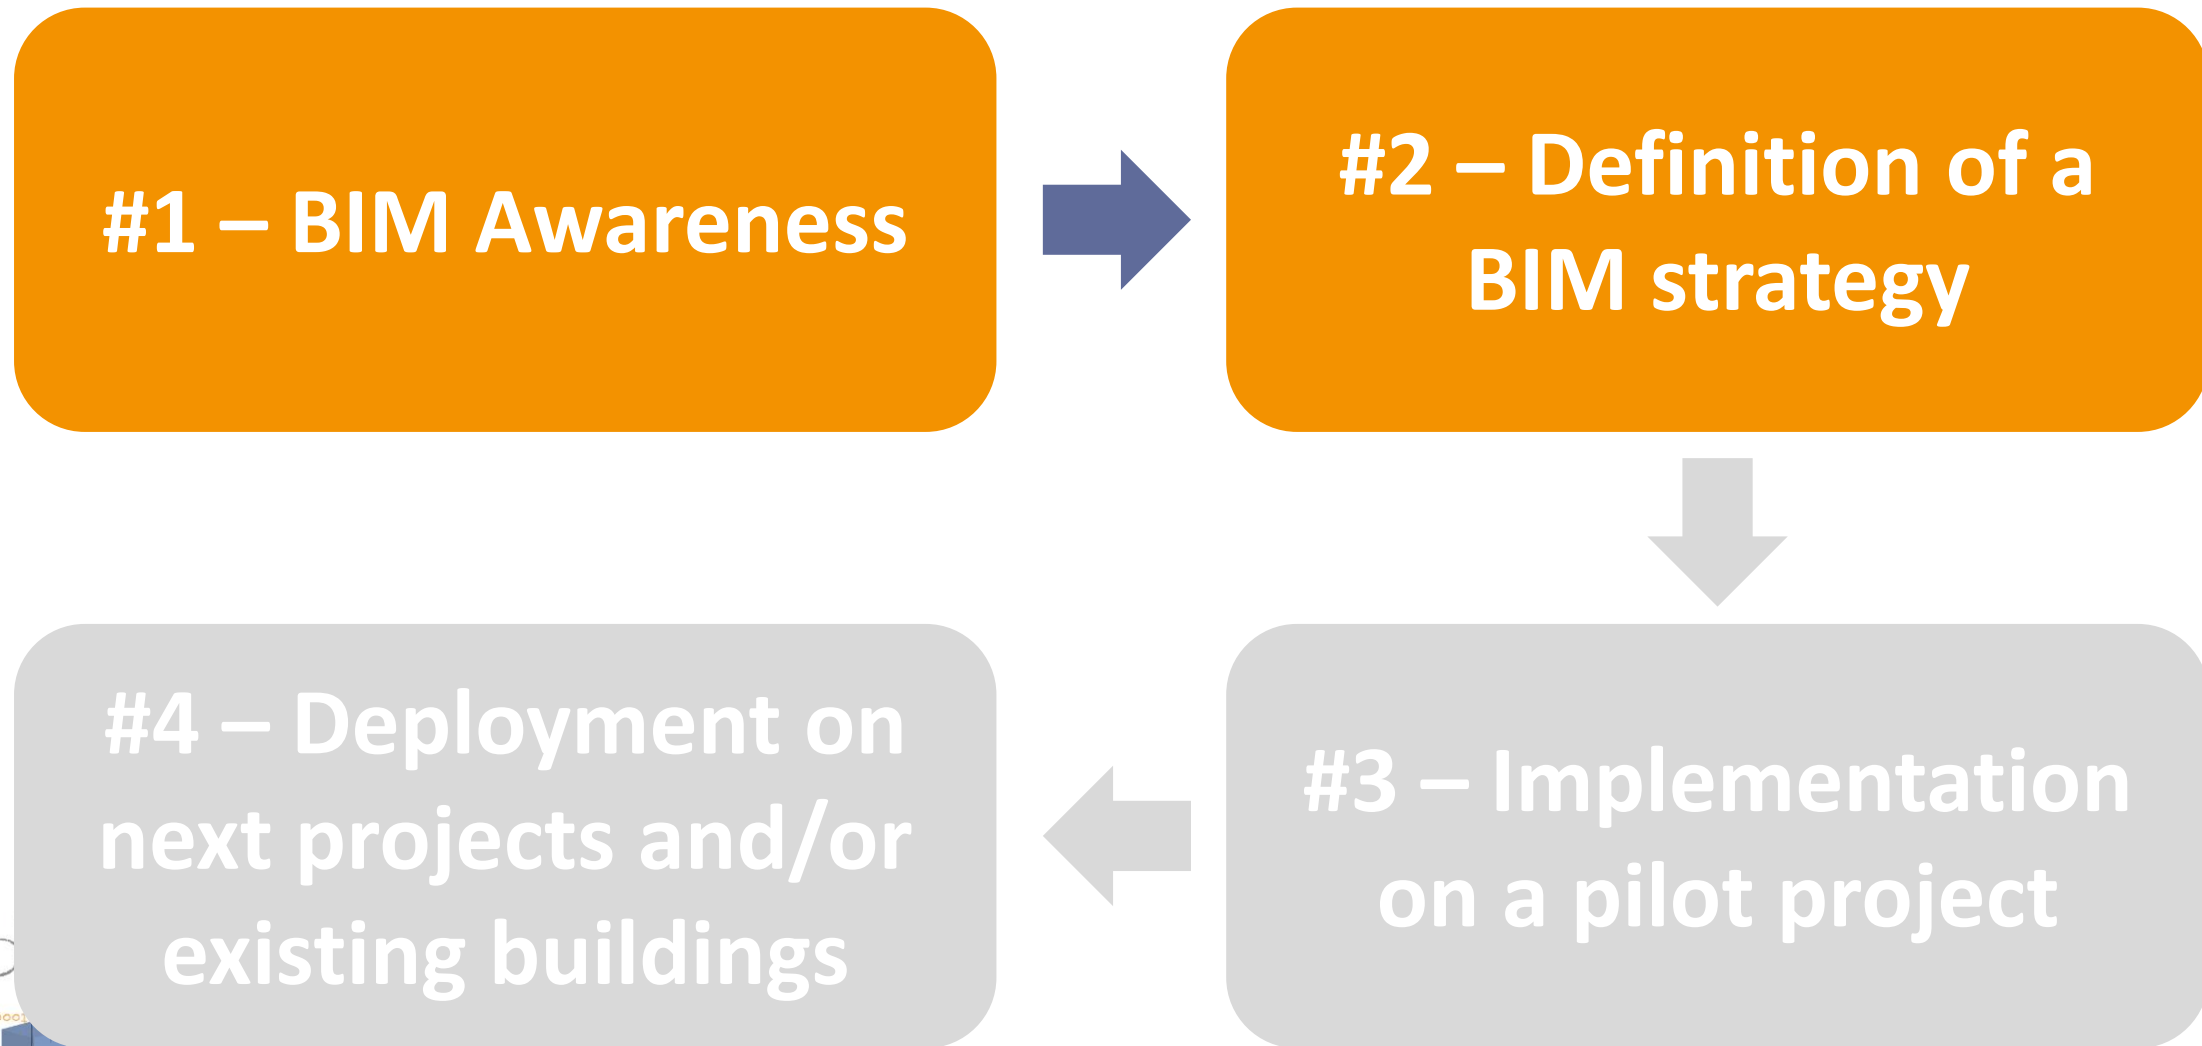 #1 – BIM Awareness
#2 – Definition of a
BIM strategy
#3 – Implementation
on a pilot project
#4 – Deployment on
next projects and/or
existing buildings